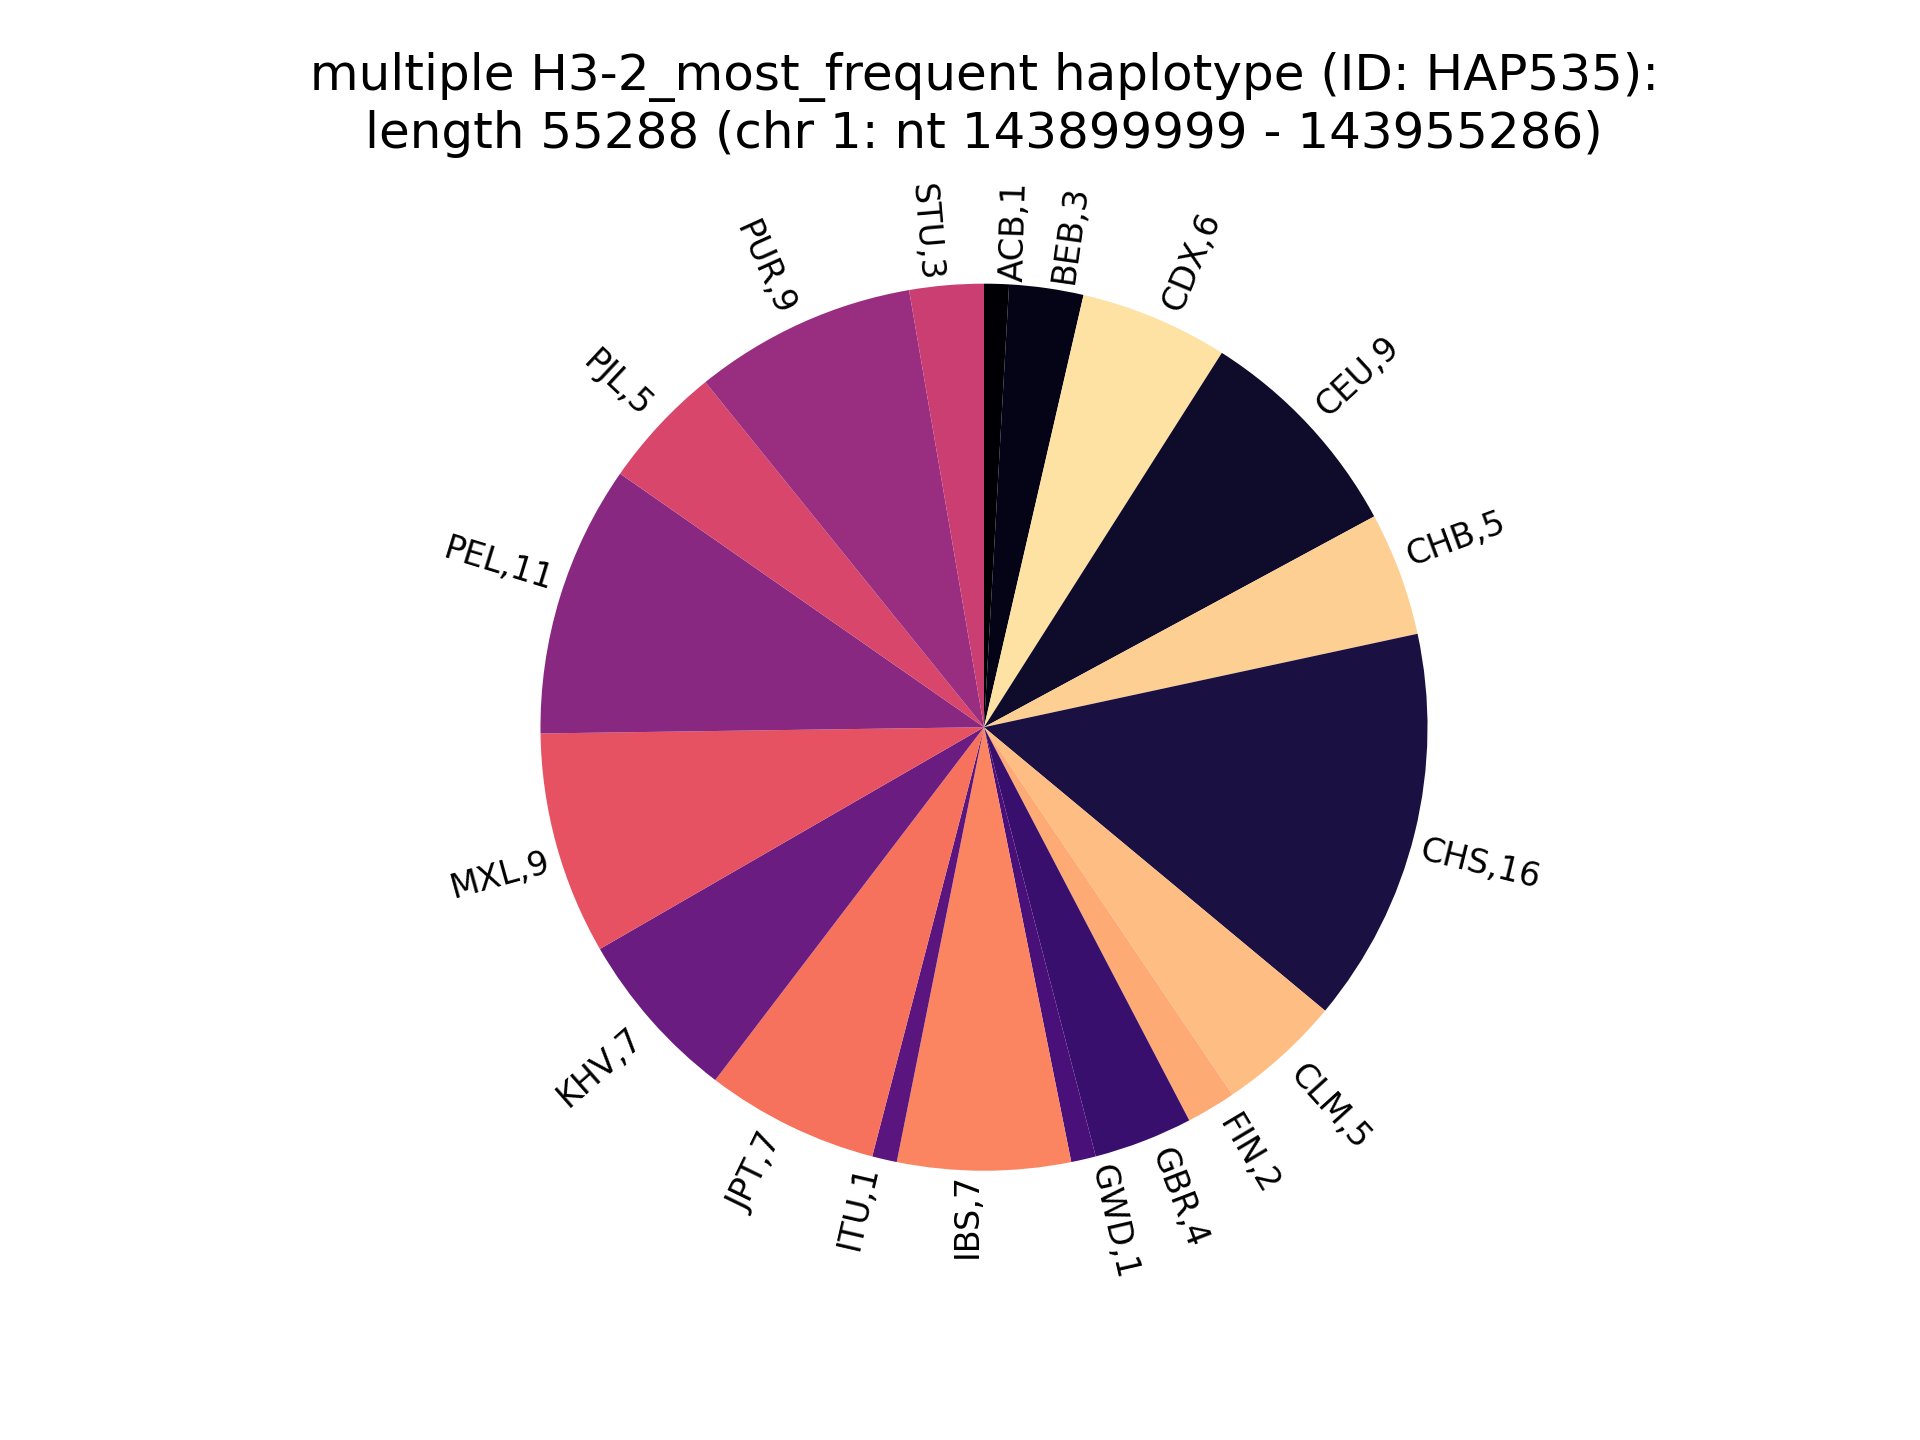 multiple H3-2_most_frequent haplotype (ID: HAP535):
length 55288 (chr 1: nt 143899999 - 143955286)
ACB,1
BEB,3
CDX,6
CEU,9
CHB,5
CHS,16
CLM,5
FIN,2
GBR,4
GWD,1
IBS,7
ITU,1
JPT,7
KHV,7
MXL,9
PEL,11
PJL,5
PUR,9
STU,3